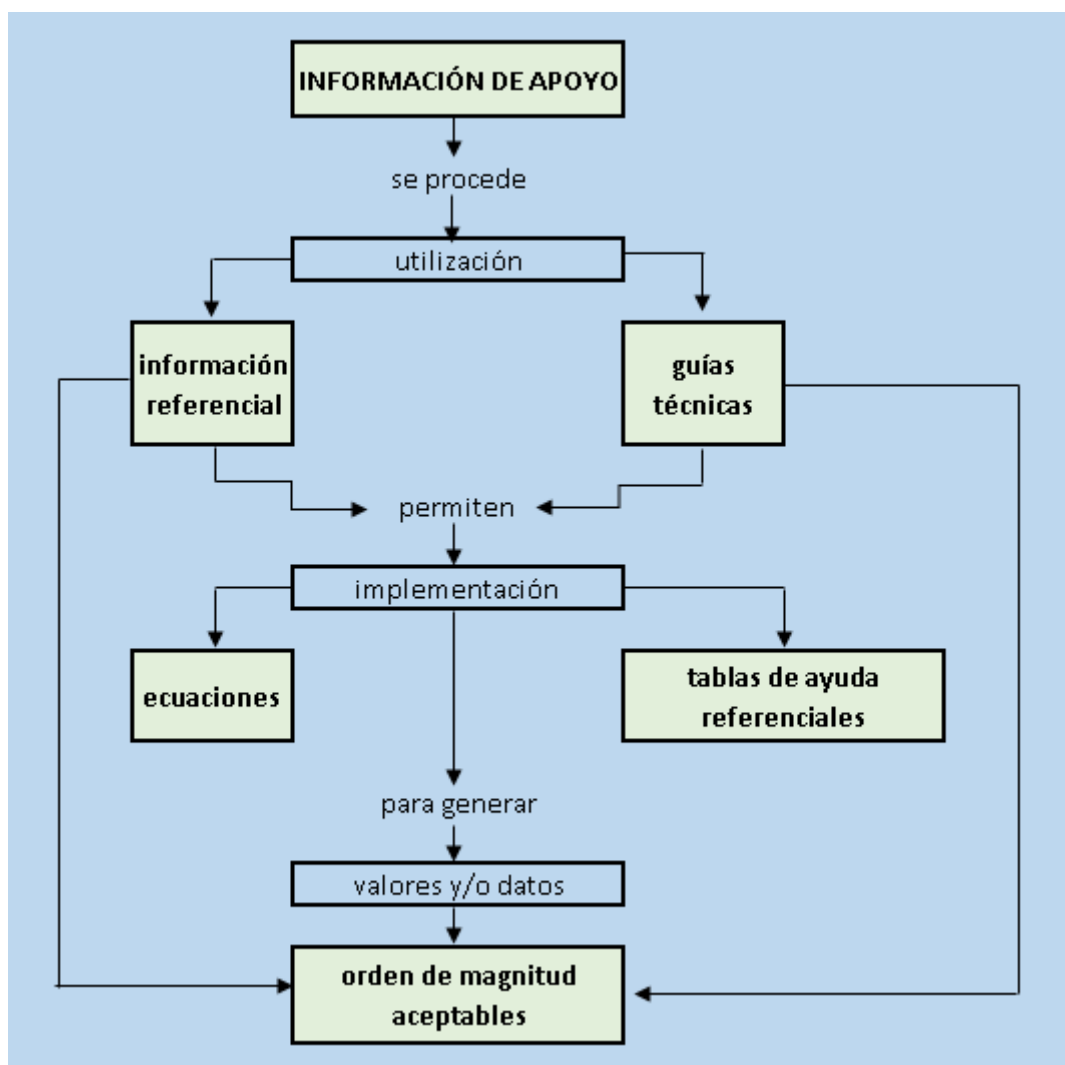 INFORMACIÓN DE APOYO
se procede
utilización
información
referencial
guías
técnicas
permiten
implementación
ecuaciones
tablas de ayuda
referenciales
para generar
valores y/o datos
orden de magnitud
aceptables